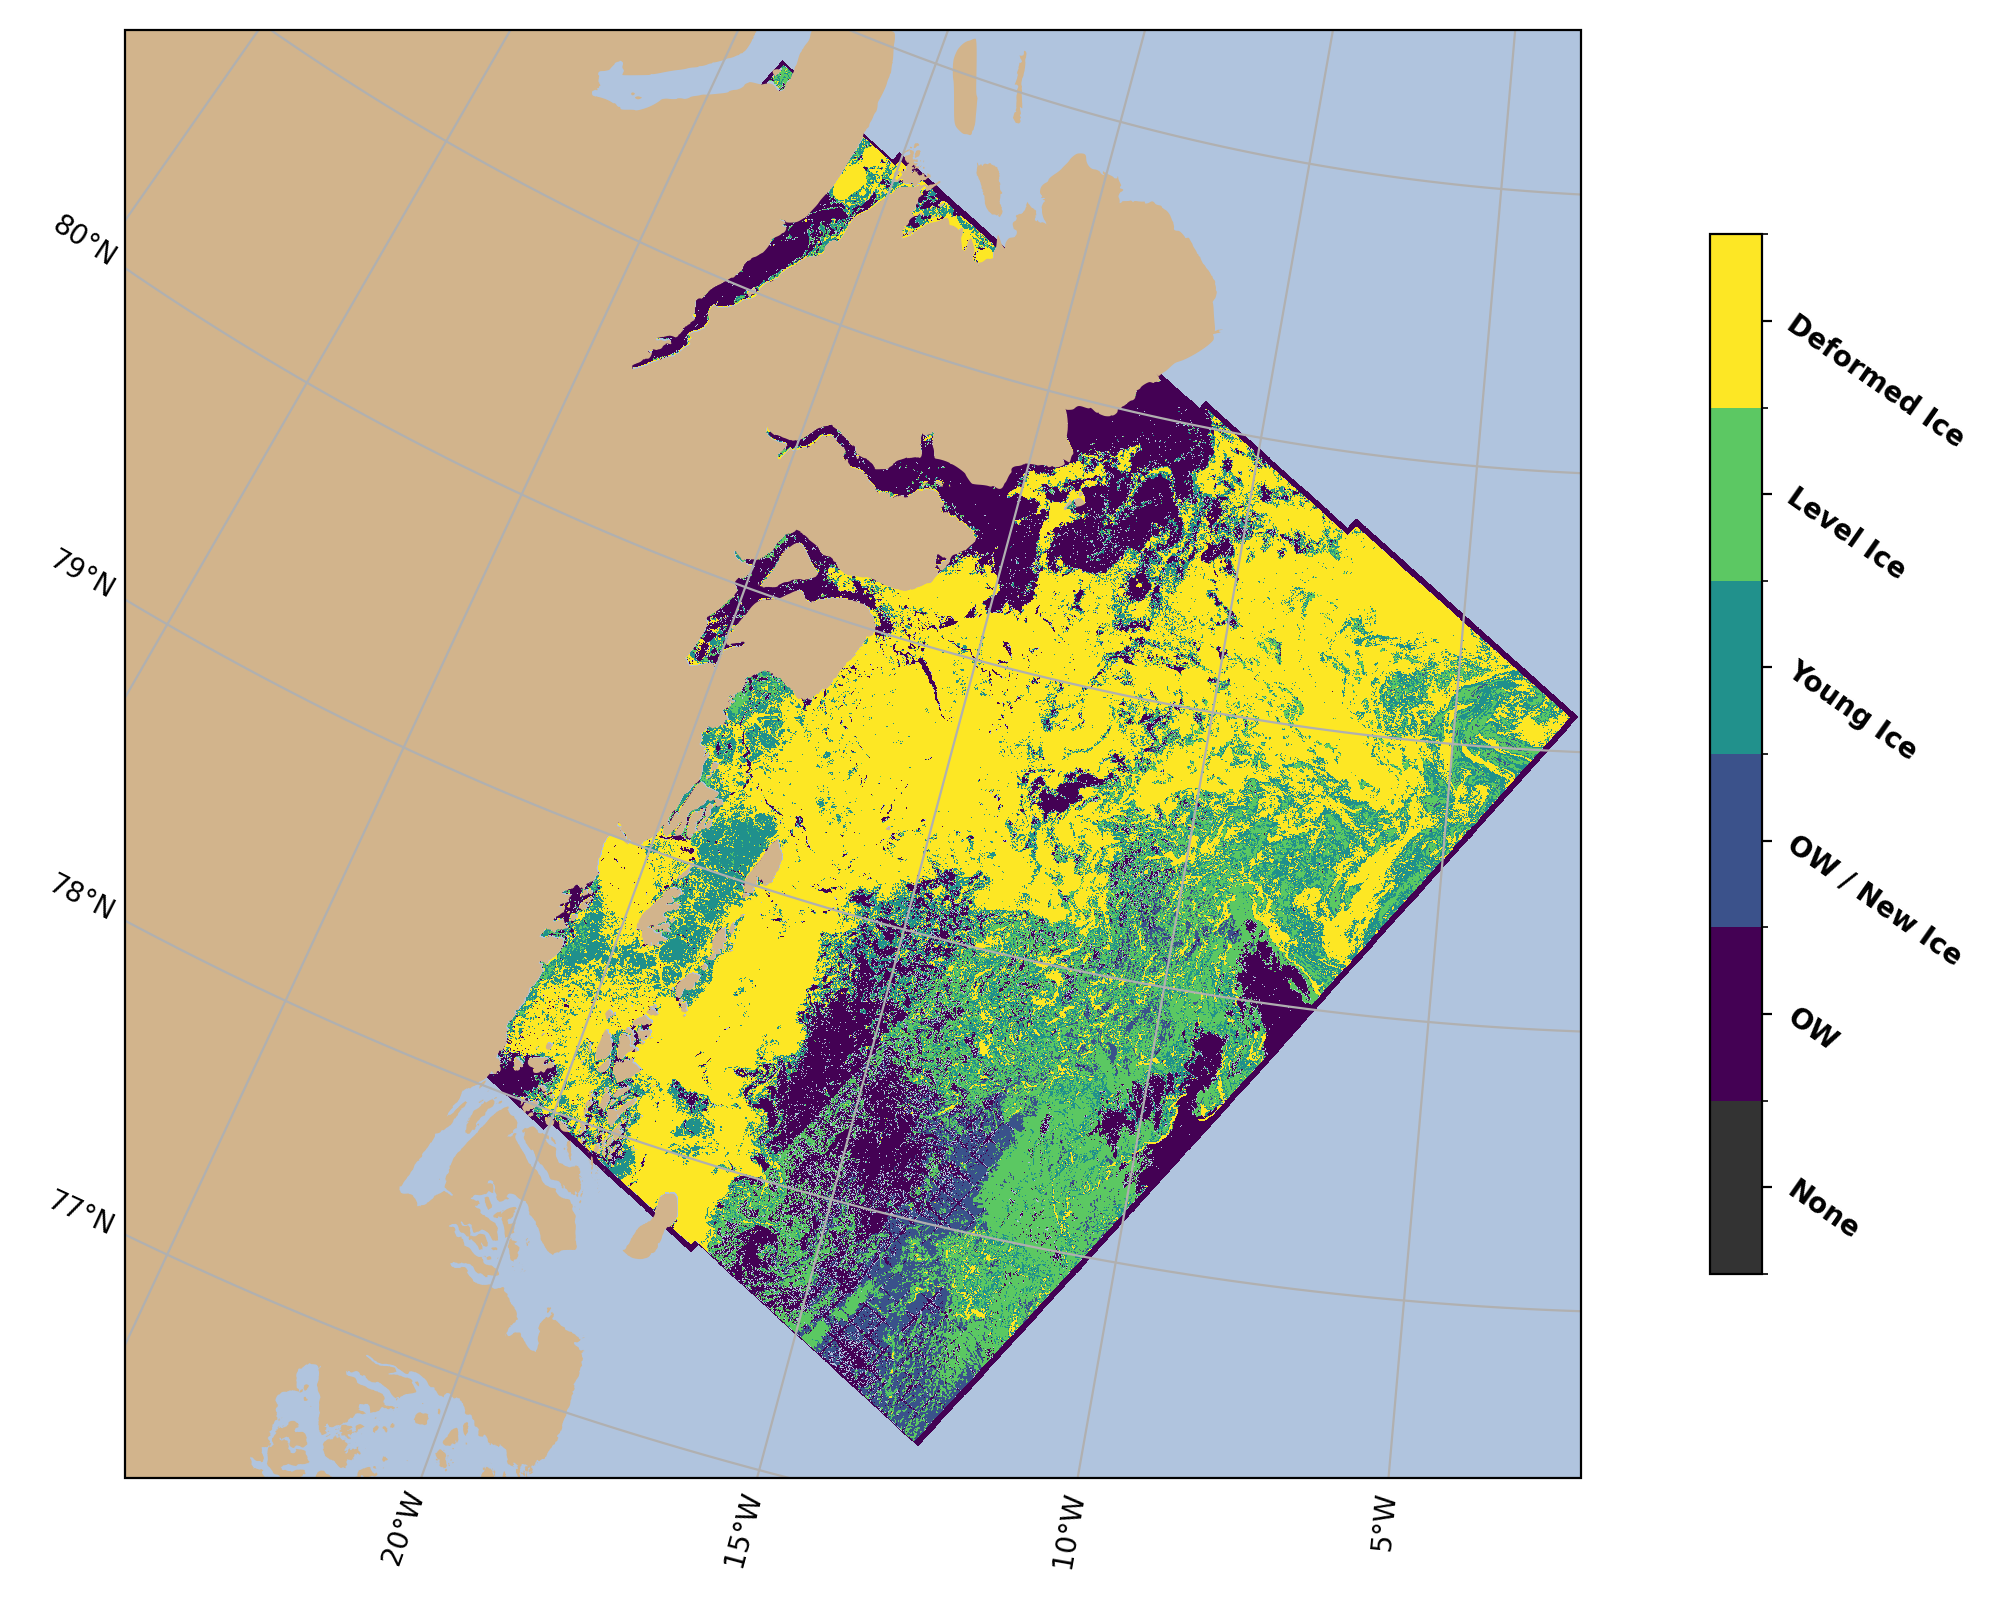 80°N
79°N
78°N
77°N
20°W
15°W
10°W
5°W
Deformed Ice
Level Ice
Young Ice
OW / New Ice
OW
None